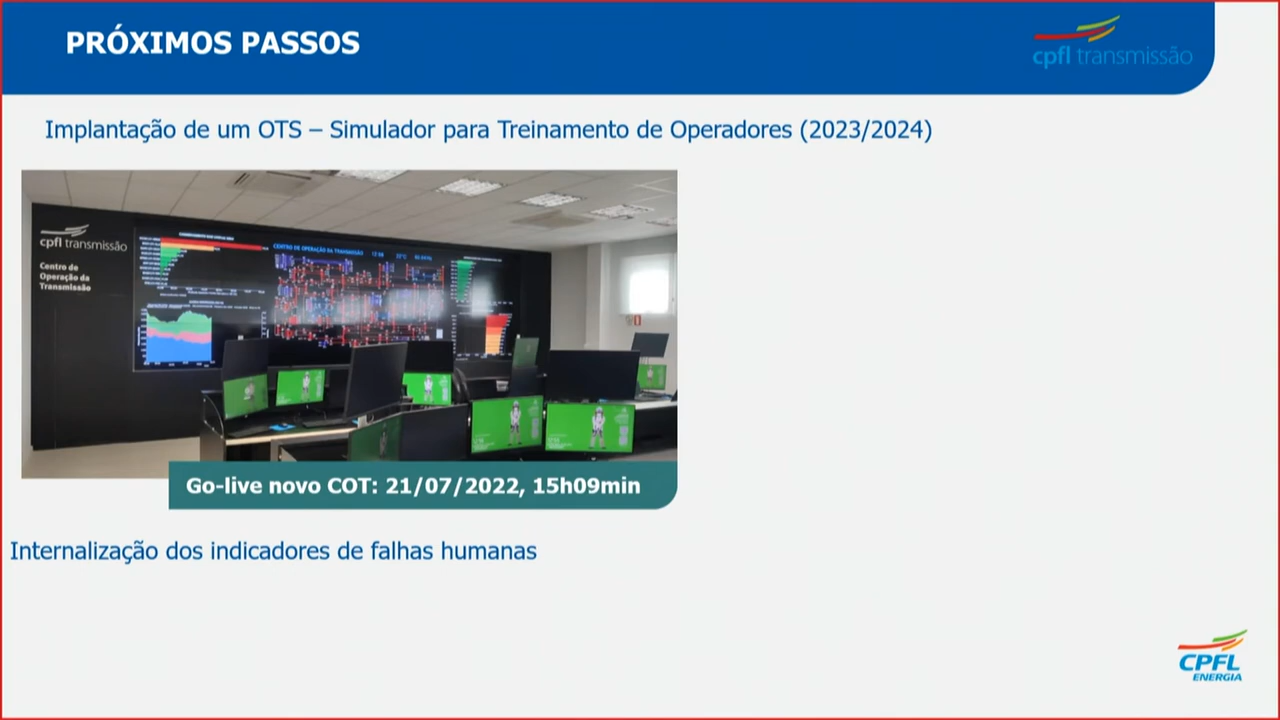 PRÓXIMOS PASSOS
cpfl transmissão
Implantação de um OTS – Simulador para Treinamento de Operadores (2023/2024)
cpfl transmissão
Centro de
Operação da
Transmissão
CENTRO DE OPERAÇÃO DA TRANSMISSÃO
Go-live novo COT: 21/07/2022, 15h09min
Internalização dos indicadores de falhas humanas
CPFL
ENERGIA